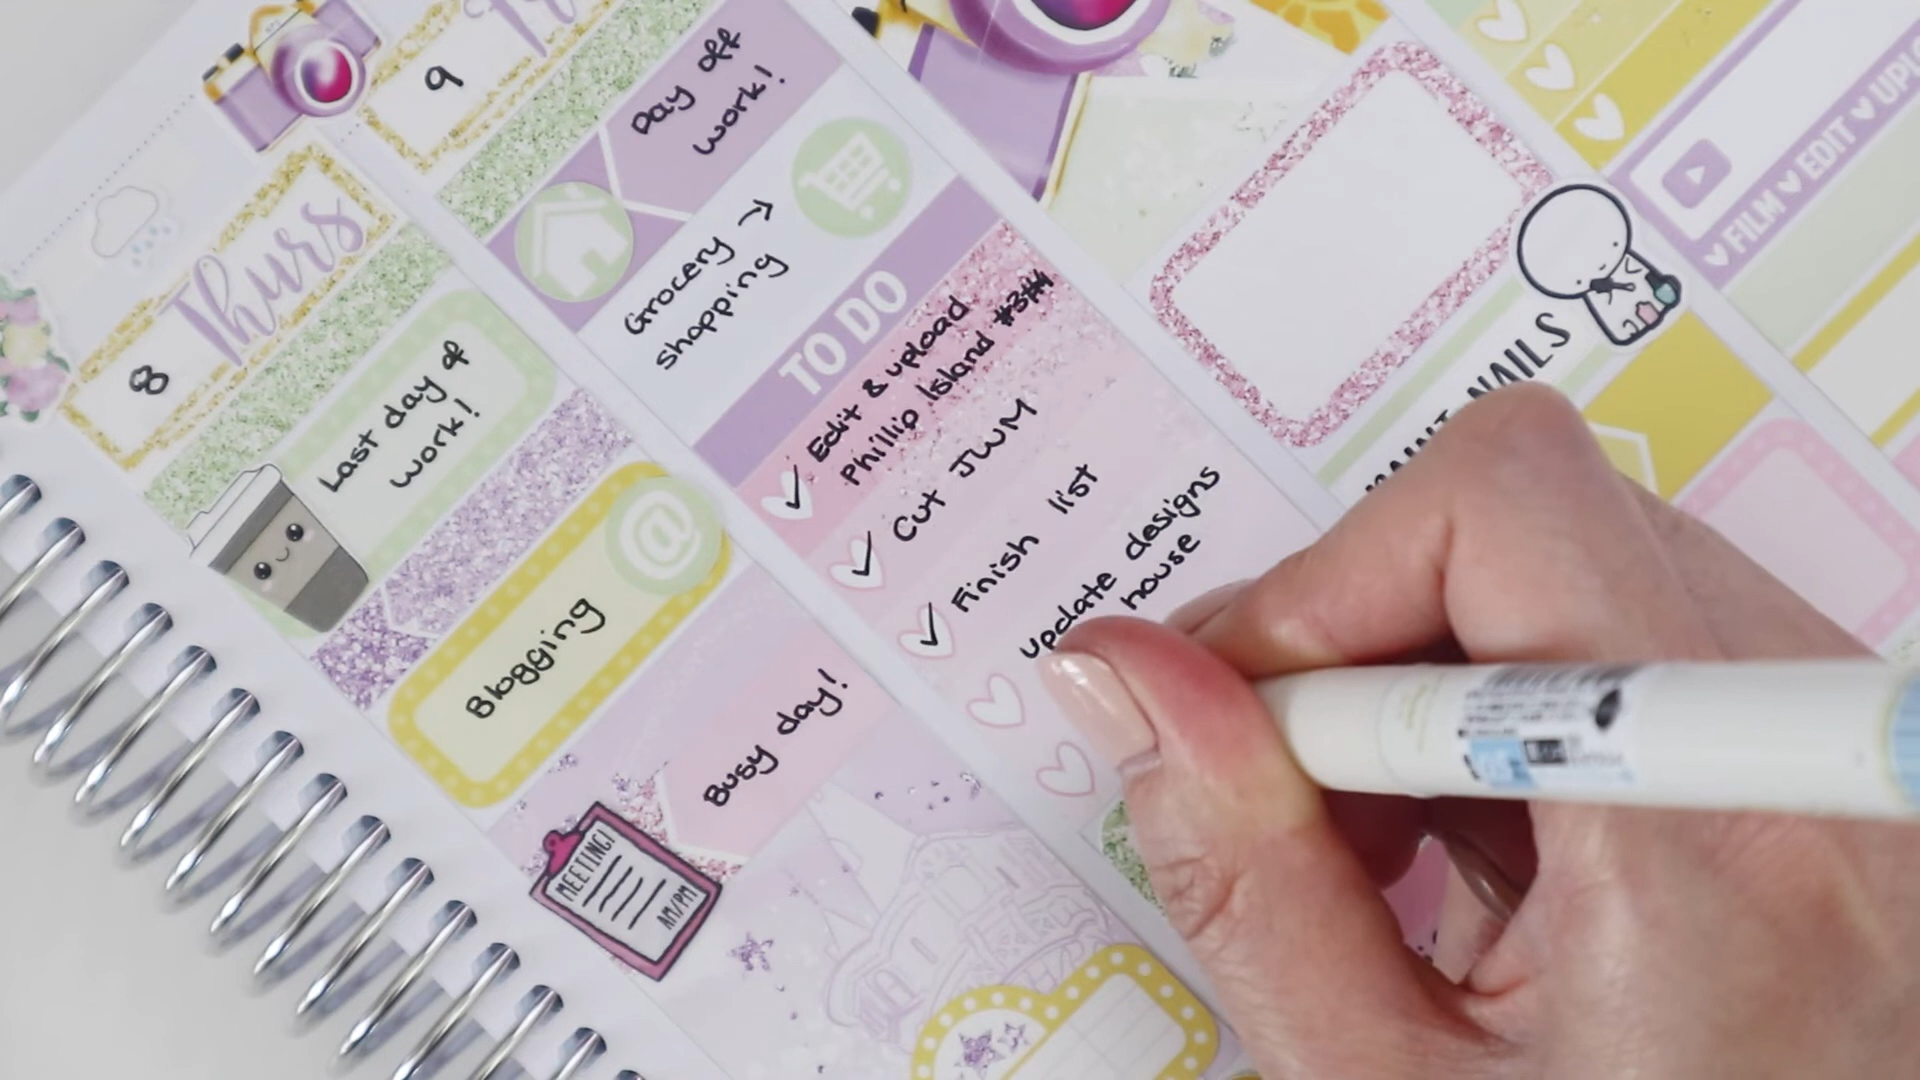 8
Thurs
Last day of
work!
Blogging
@
Busy day!
MEETING!
AM/PM
9
Day off
work!
Grocery →
shopping
TO DO
Edit & upload
Phillip Island #3#4
Cut JWM
Finish list
Update designs
house
NAILS
♥ FILM ♥ EDIT ♥